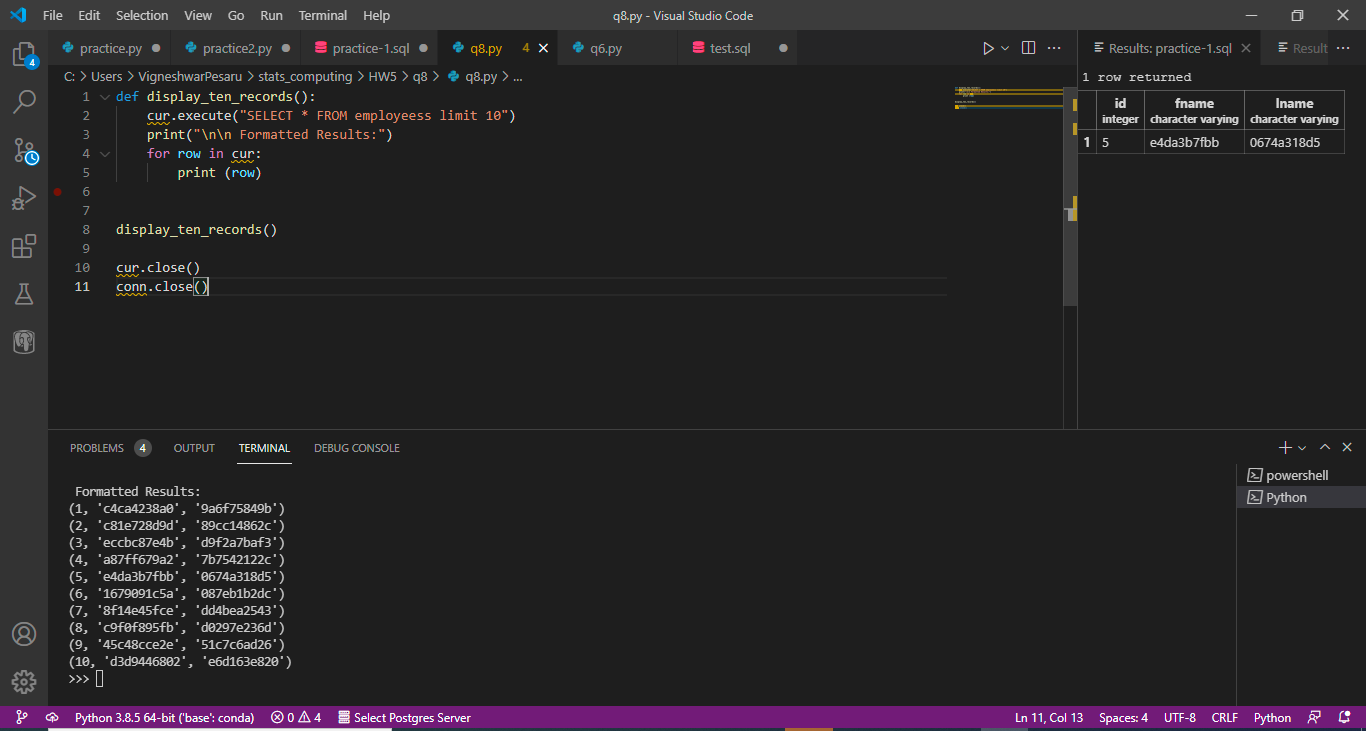 File Edit Selection View Go Run Terminal Help q8.py - Visual Studio Code
practice.py practice2.py practice-1.sql q8.py 4 q6.py test.sql
Results: practice-1.sql Result
C: > Users > VigneshwarPesaru > stats_computing > HW5 > q8 > q8.py > ...
1 def display_ten_records():
2 cur.execute("SELECT * FROM employeess limit 10")
3 print("\n\n Formatted Results:")
4 for row in cur:
5 print (row)
6
7
8 display_ten_records()
9
10 cur.close()
11 conn.close()
1 row returned
id fname lname
integer character varying character varying
1 5 e4da3b7fbb 0674a318d5
4
PROBLEMS 4 OUTPUT TERMINAL DEBUG CONSOLE
Formatted Results:
(1, 'c4ca4238a0', '9a6f75849b')
(2, 'c81e728d9d', '89cc14862c')
(3, 'eccbc87e4b', 'd9f2a7baf3')
(4, 'a87ff679a2', '7b7542122c')
(5, 'e4da3b7fbb', '0674a318d5')
(6, '1679091c5a', '087eb1b2dc')
(7, '8f14e45fce', 'dd4bea2543')
(8, 'c9f0f895fb', 'd0297e236d')
(9, '45c48cce2e', '51c7c6ad26')
(10, 'd3d9446802', 'e6d163e820')
>>>
powershell
Python
Python 3.8.5 64-bit ('base': conda) 0 4 Select Postgres Server Ln 11, Col 13 Spaces: 4 UTF-8 CRLF Python